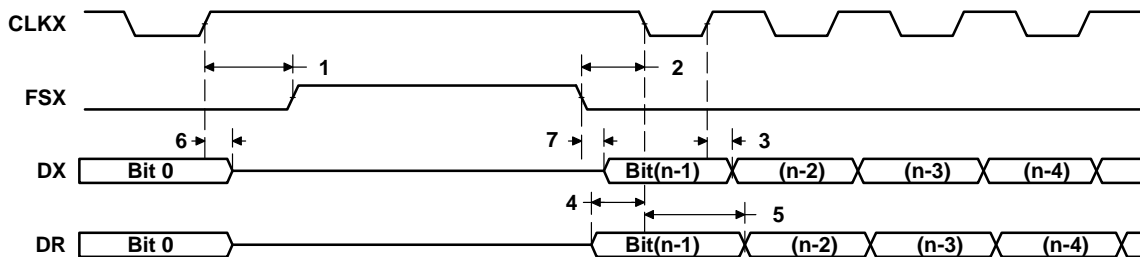 CLKX
1 2
FSX
6 7 3
DX Bit 0 Bit(n-1) (n-2) (n-3) (n-4)
4 5
DR Bit 0 Bit(n-1) (n-2) (n-3) (n-4)